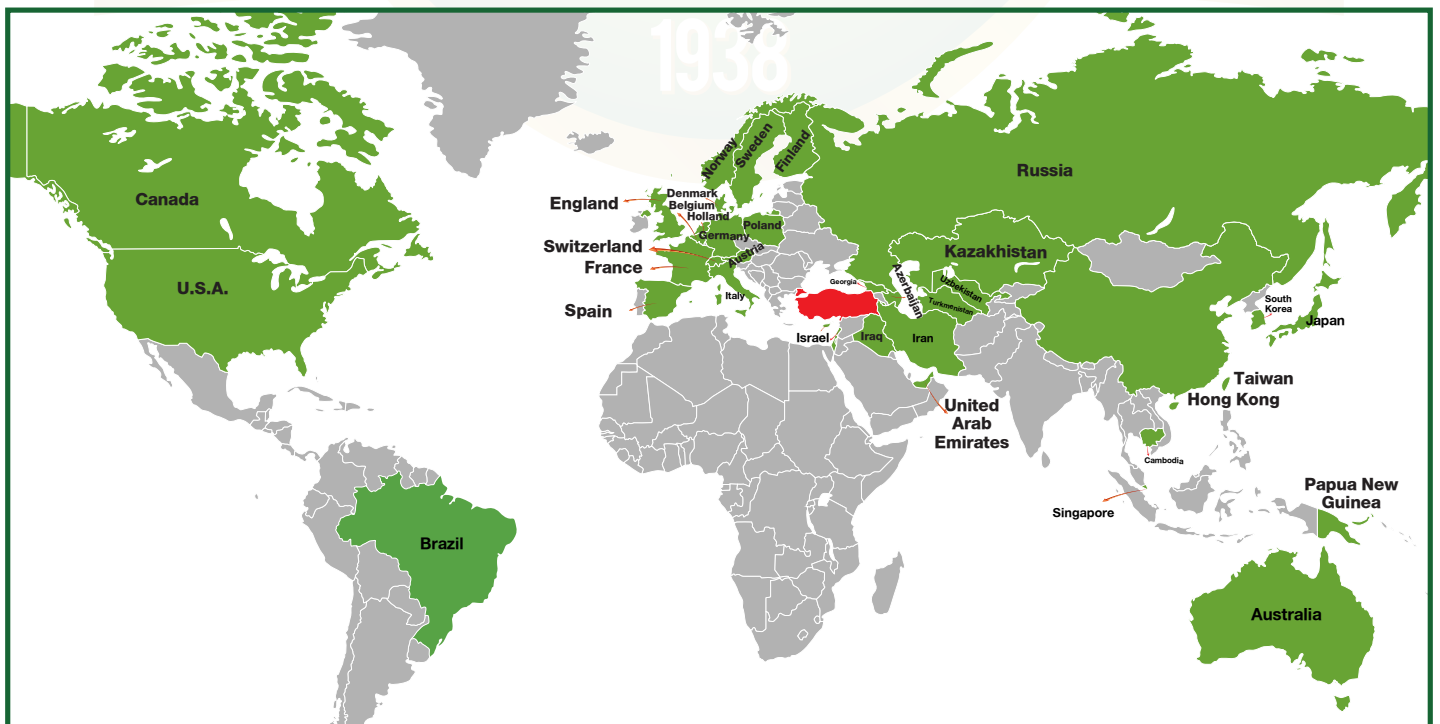 1938
Norway
Sweden
Finland
Russia
Canada
England
Denmark
Belgium
Holland
Poland
Germany
Switzerland
Austria
France
Kazakhstan
U.S.A.
Georgia
Azerbaijan
Uzbekistan
Turkmenistan
Italy
Spain
South
Korea
Japan
Israel
Iraq
Iran
Taiwan
Hong Kong
United
Arab
Emirates
Cambodia
Papua New
Guinea
Singapore
Brazil
Australia